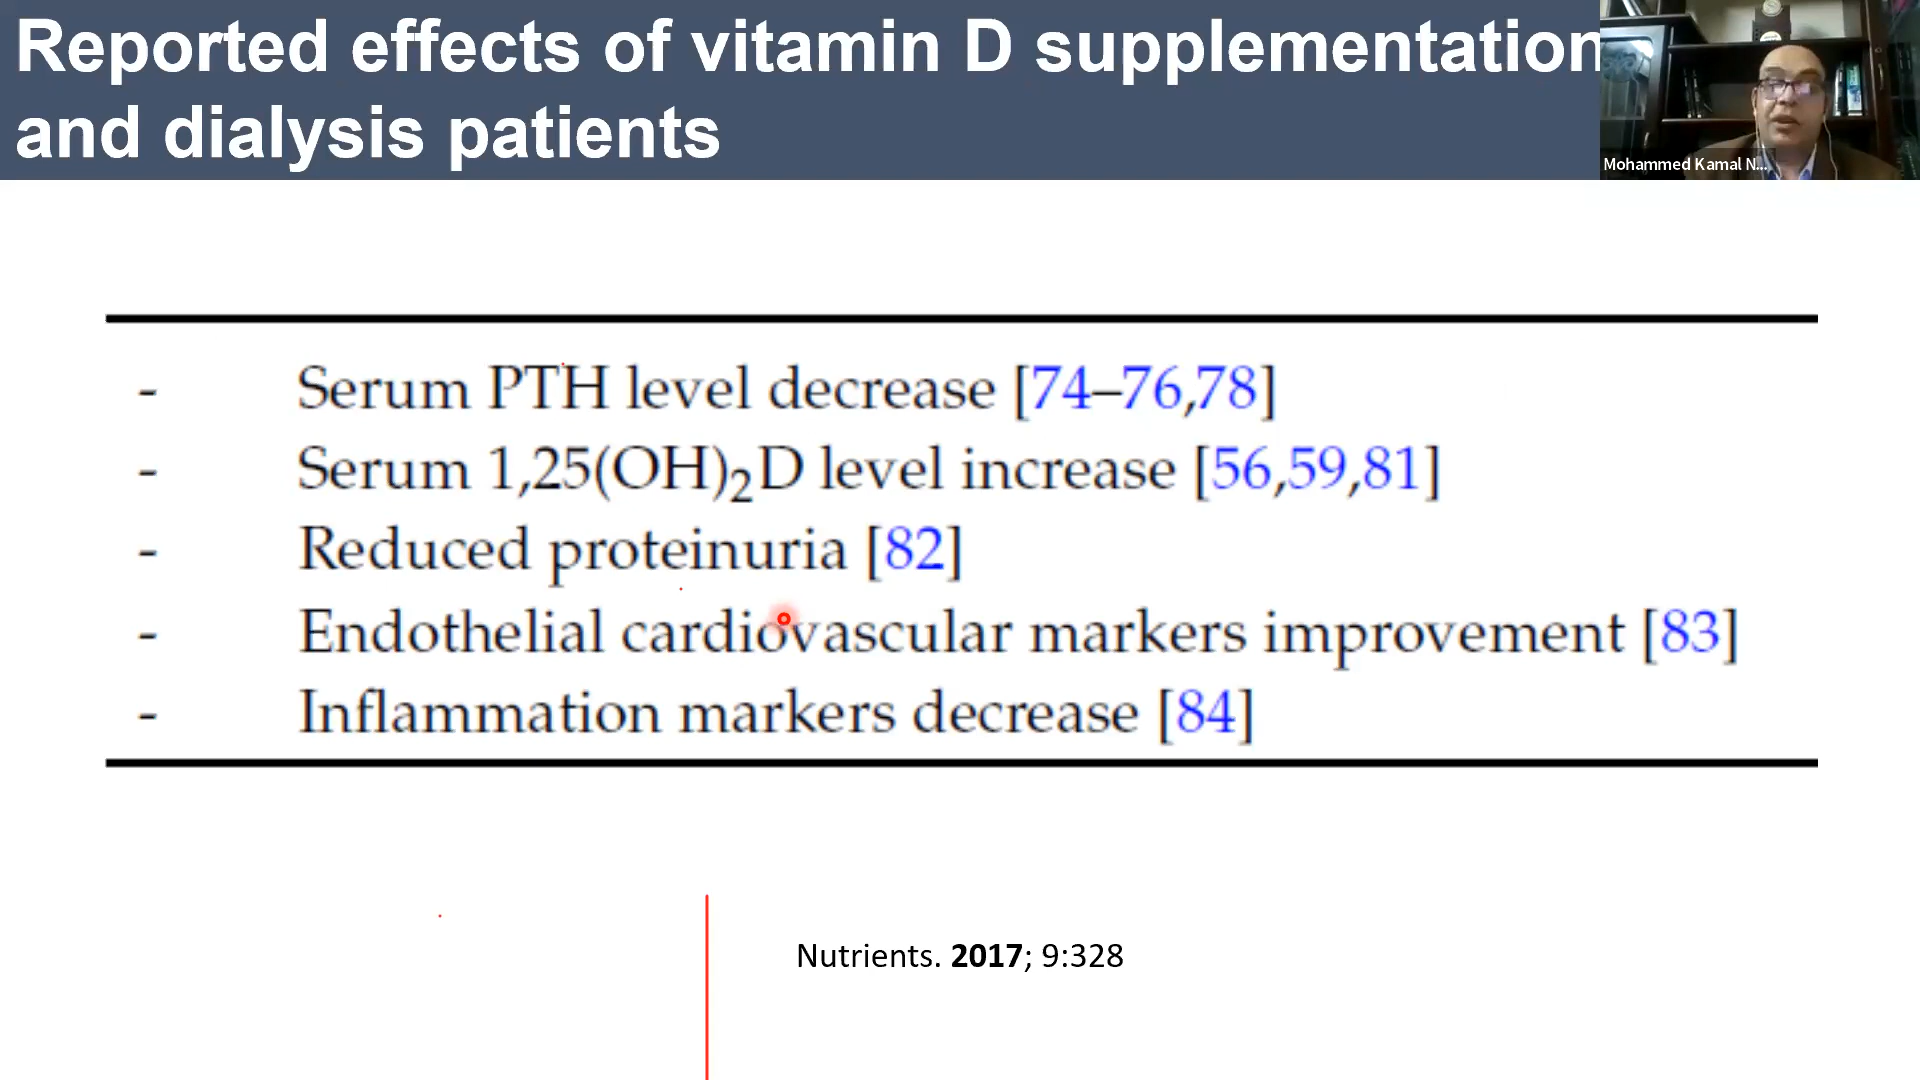 Reported effects of vitamin D supplementation
and dialysis patients
Mohammed Kamal N...
- Serum PTH level decrease [74–76,78]
- Serum 1,25(OH)₂D level increase [56,59,81]
- Reduced proteinuria [82]
- Endothelial cardiovascular markers improvement [83]
- Inflammation markers decrease [84]
Nutrients. 2017; 9:328